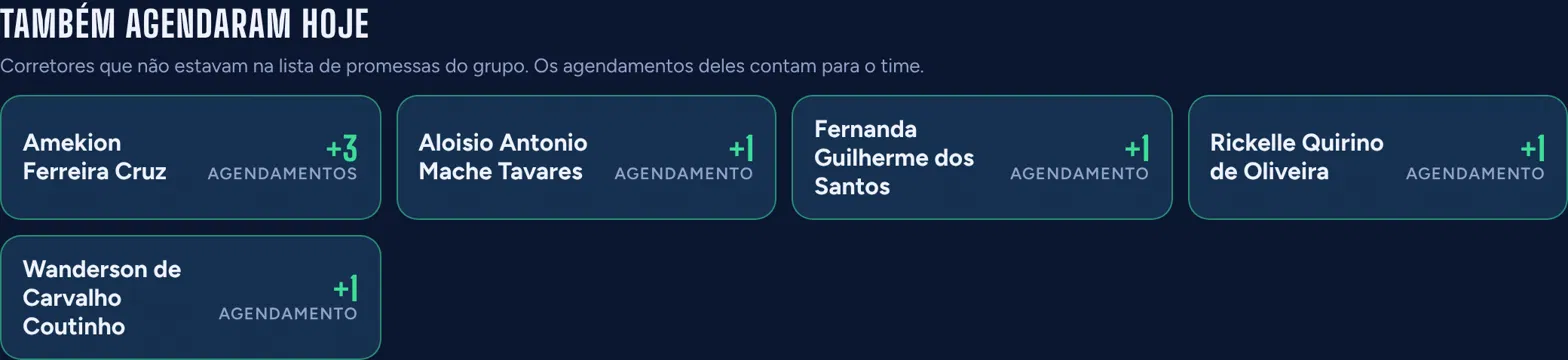 TAMBÉM AGENDARAM HOJE
Corretores que não estavam na lista de promessas do grupo. Os agendamentos deles contam para o time.
Amekion
Ferreira Cruz
+3
AGENDAMENTOS
Aloisio Antonio
Mache Tavares
+1
AGENDAMENTO
Fernanda
Guilherme dos
Santos
+1
AGENDAMENTO
Rickelle Quirino
de Oliveira
+1
AGENDAMENTO
Wanderson de
Carvalho
Coutinho
+1
AGENDAMENTO